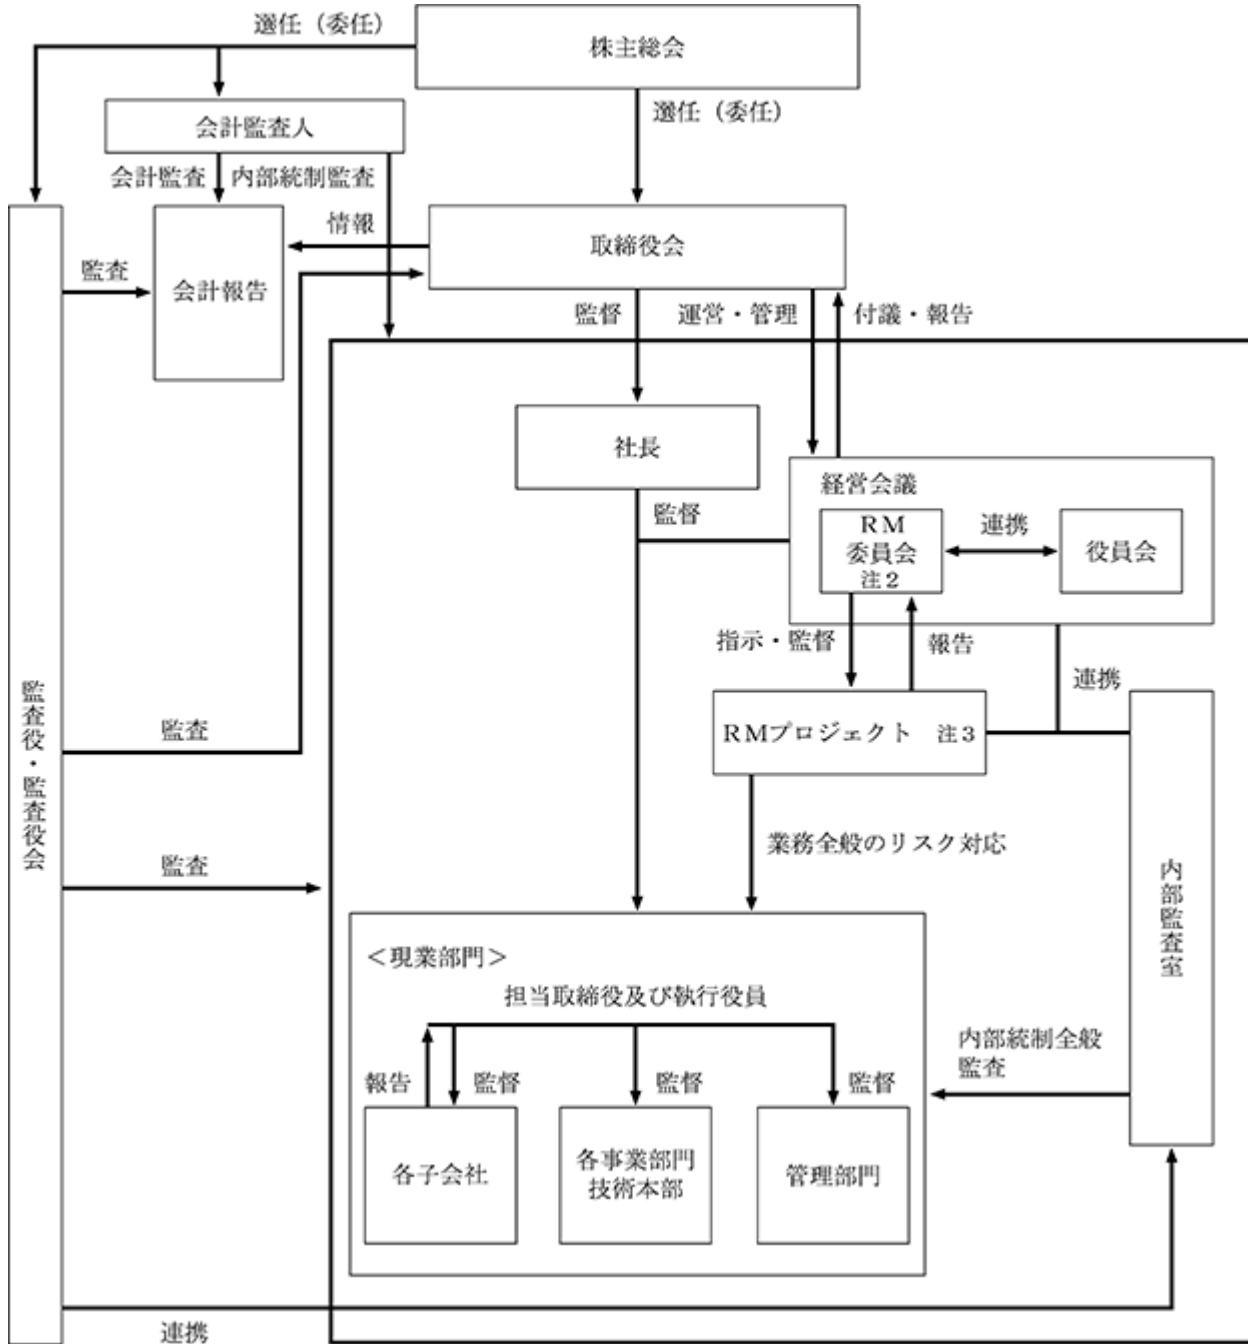 選任（委任）
株主総会
選任（委任）
会計監査人
会計監査
内部統制監査
情報
取締役会
監査
会計報告
監督
運営・管理
付議・報告
社長
監督
経営会議
ＲＭ
委員会
注２
連携
役員会
指示・監督
報告
連携
監査役・監査役会
監査
ＲＭプロジェクト　注３
業務全般のリスク対応
監査
内部監査室
＜現業部門＞
担当取締役及び執行役員
内部統制全般
監査
報告
監督
監督
監督
各子会社
各事業部門
技術本部
管理部門
連携